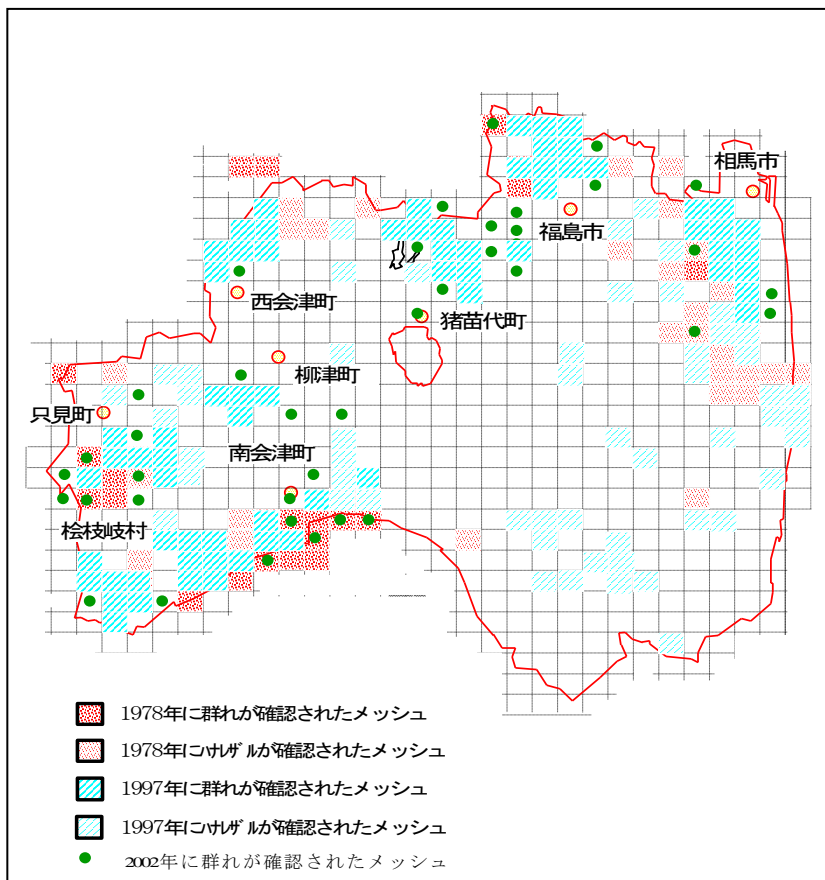 相馬市
福島市
西会津町
猪苗代町
柳津町
只見町
南会津町
桧枝岐村
1978年に群れが確認されたメッシュ
1978年にハナレザルが確認されたメッシュ
1997年に群れが確認されたメッシュ
1997年にハナレザルが確認されたメッシュ
2002年に群れが確認されたメッシュ